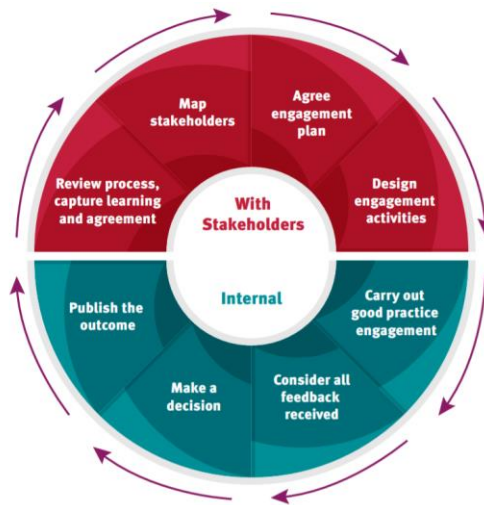 Map
stakeholders
Agree
engagement
plan
Review process,
capture learning
and agreement
With
Stakeholders
Design
engagement
activities
Publish the
outcome
Internal
Carry out
good practice
engagement
Make a
decision
Consider all
feedback
received